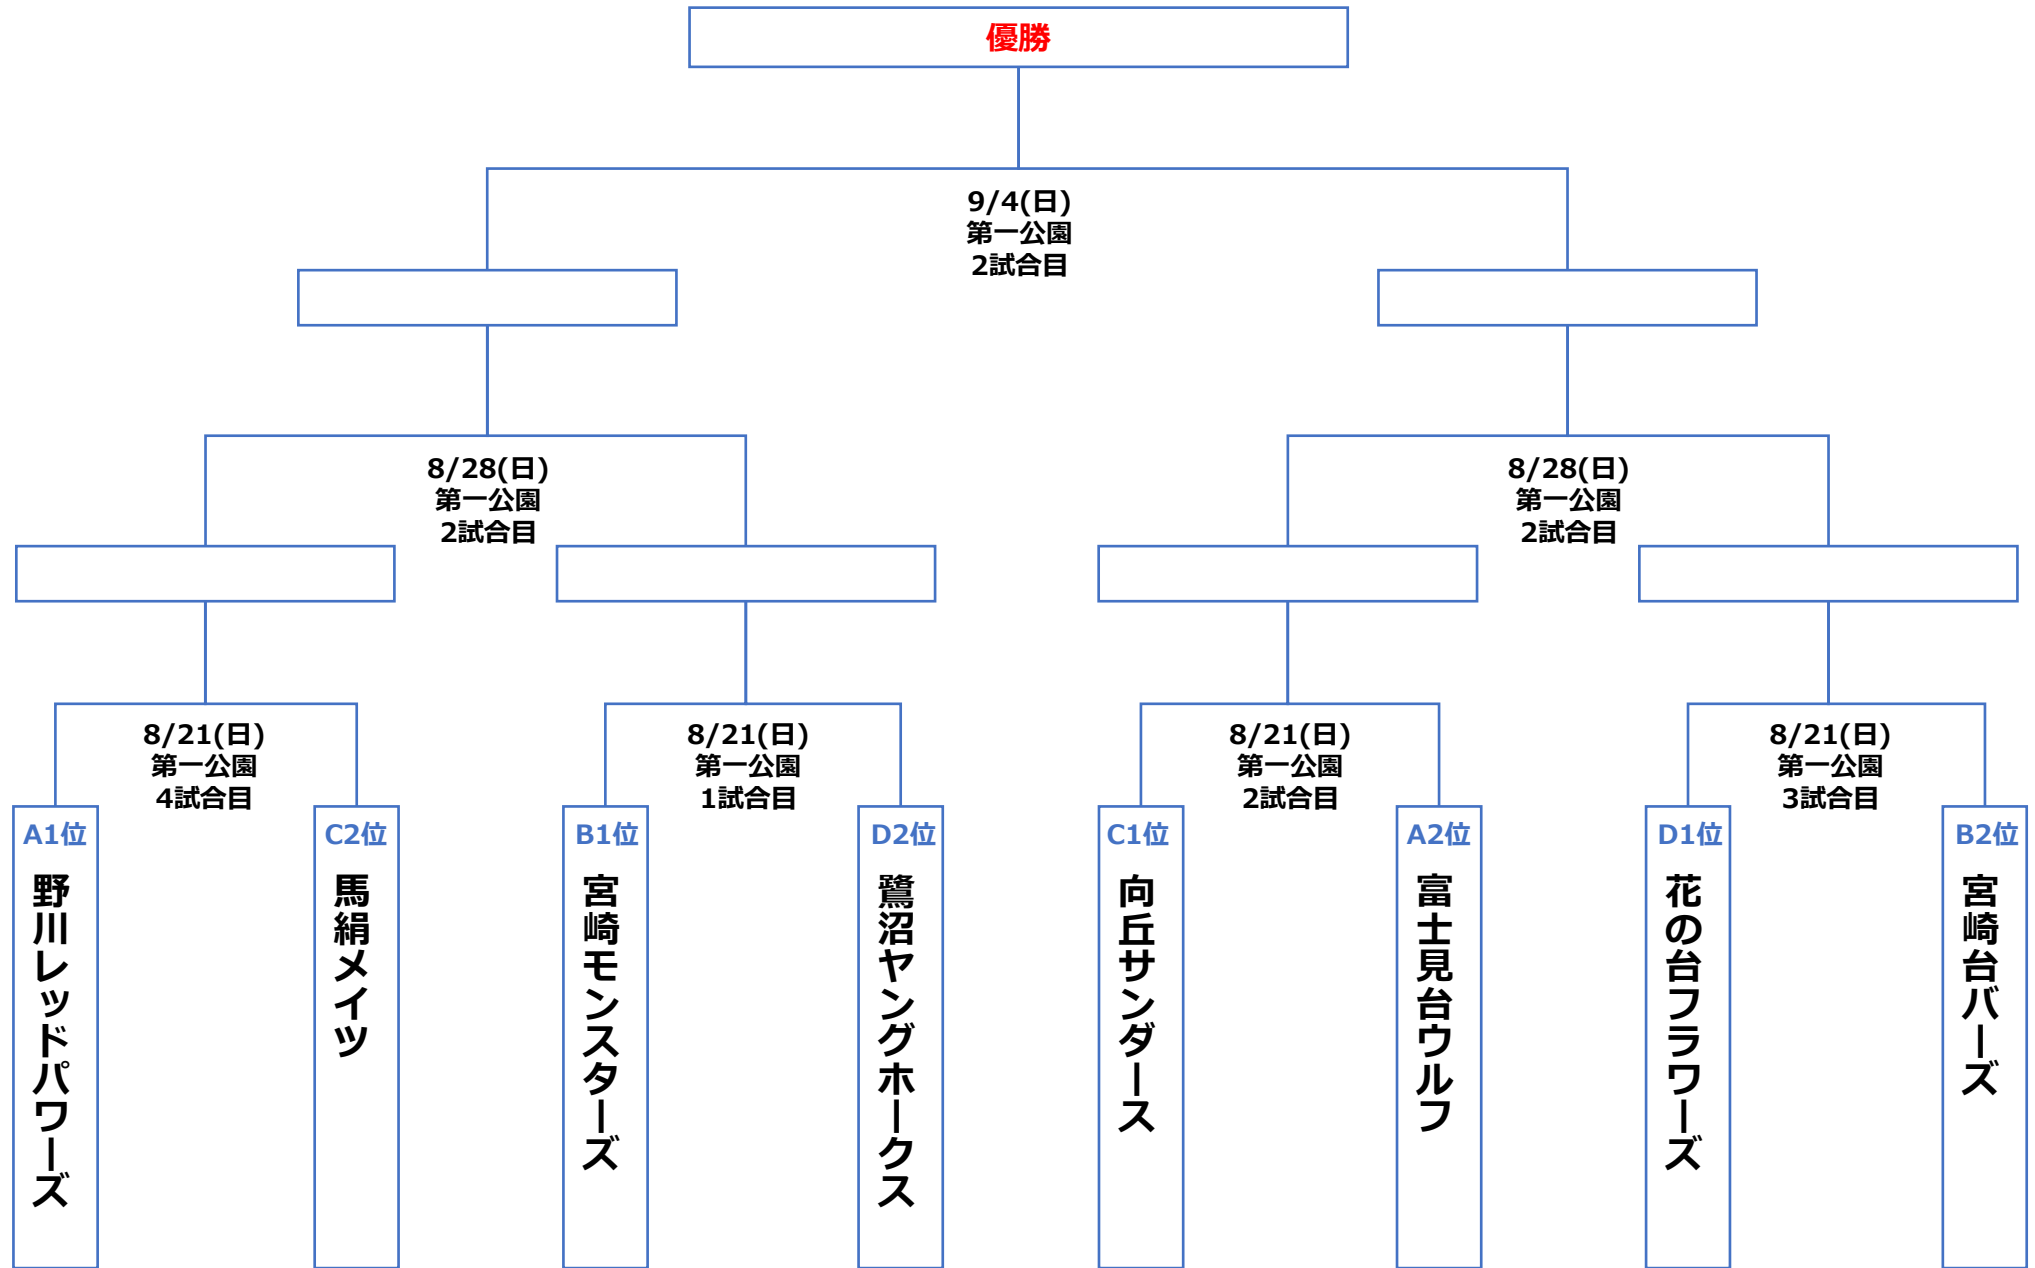 優勝
9/4(日)
第一公園
2試合目
8/28(日)
第一公園
2試合目
8/28(日)
第一公園
2試合目
8/21(日)
第一公園
4試合目
8/21(日)
第一公園
1試合目
8/21(日)
第一公園
2試合目
8/21(日)
第一公園
3試合目
A1位
野川レッドパワーズ
C2位
馬絹メイツ
B1位
宮崎モンスターズ
D2位
鷺沼ヤングホークス
C1位
向丘サンダース
A2位
富士見台ウルフ
D1位
花の台フラワーズ
B2位
宮崎台バーズ